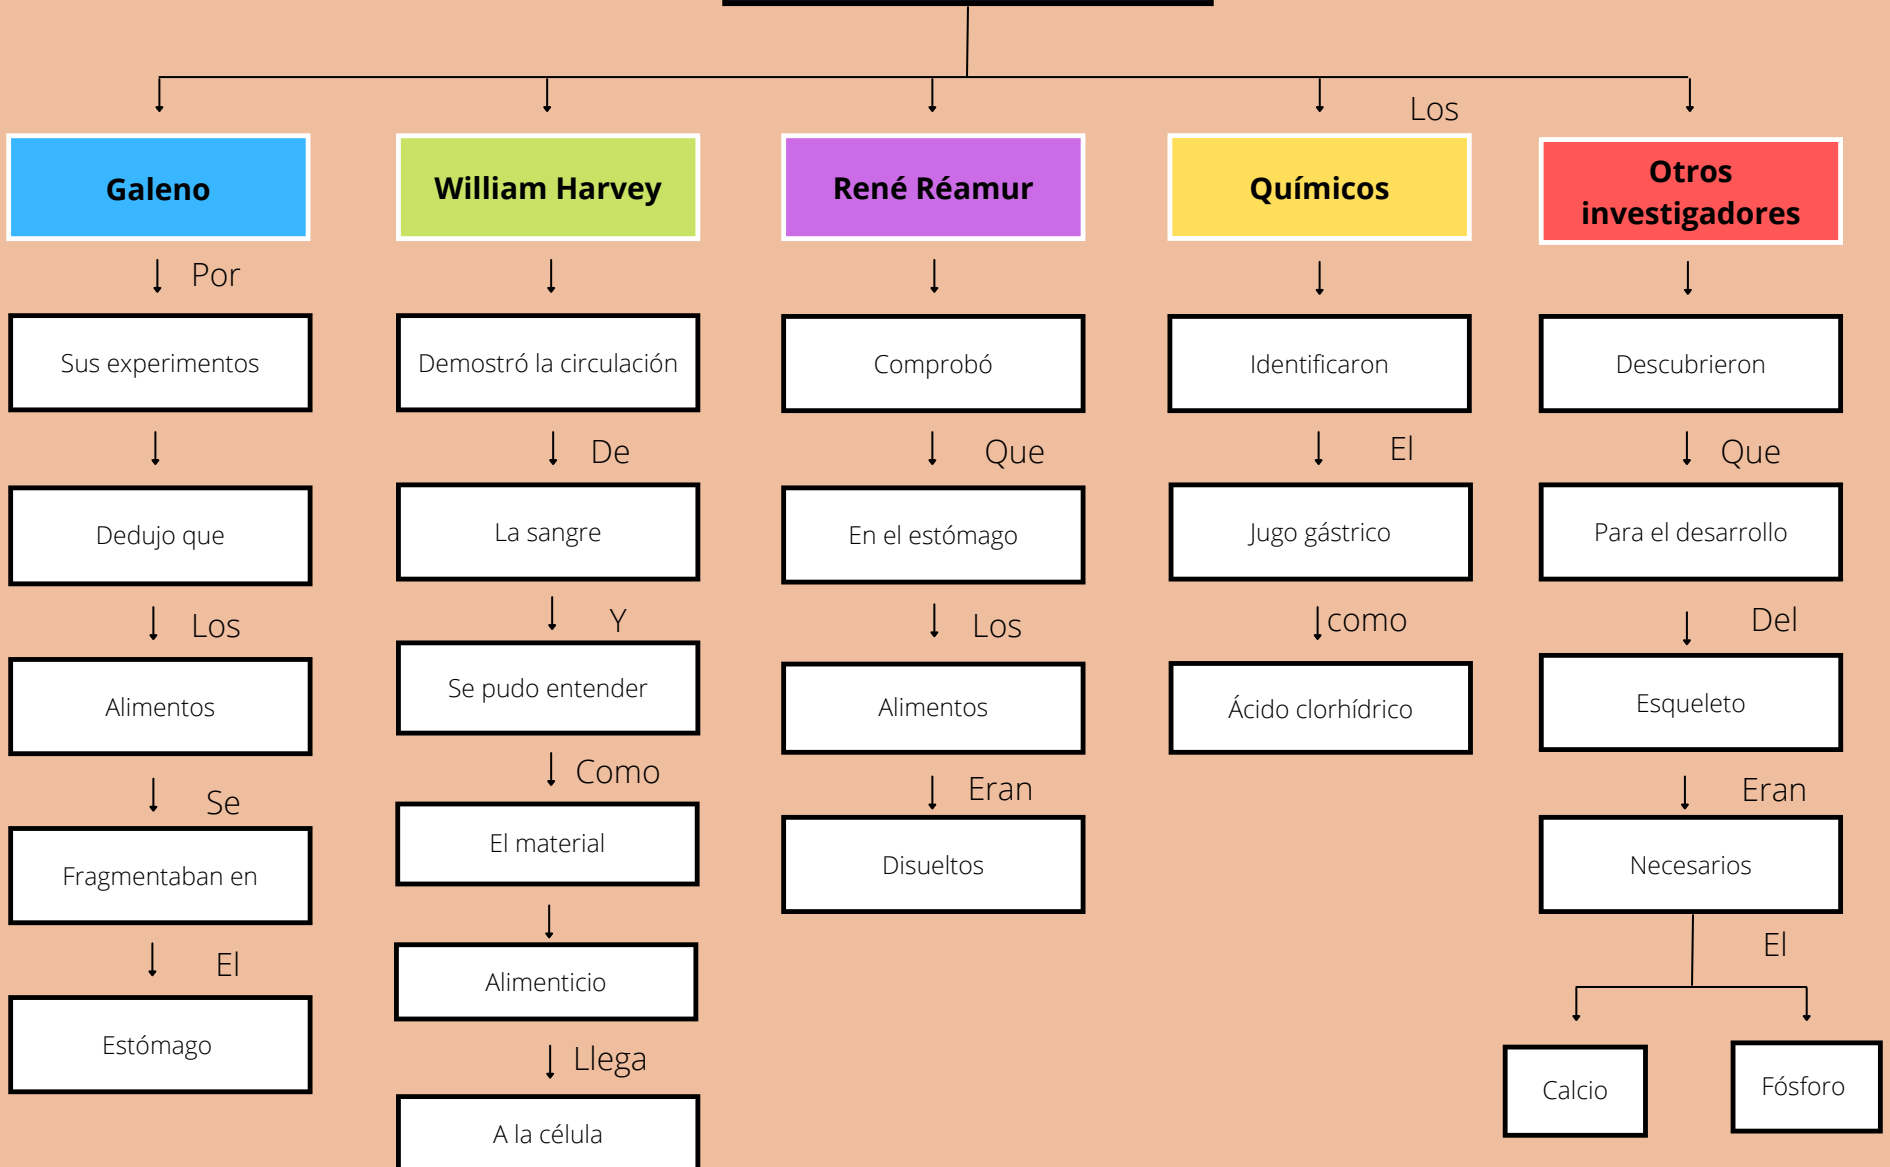 Los
Galeno
Por
Sus experimentos
Dedujo que
Los
Alimentos
Se
Fragmentaban en
El
Estómago
William Harvey
Demostró la circulación
De
La sangre
Y
Se pudo entender
Como
El material
Alimenticio
Llega
A la célula
René Réamur
Comprobó
Que
En el estómago
Los
Alimentos
Eran
Disueltos
Químicos
Identificaron
El
Jugo gástrico
como
Ácido clorhídrico
Otros
investigadores
Descubrieron
Que
Para el desarrollo
Del
Esqueleto
Eran
Necesarios
El
Calcio
Fósforo